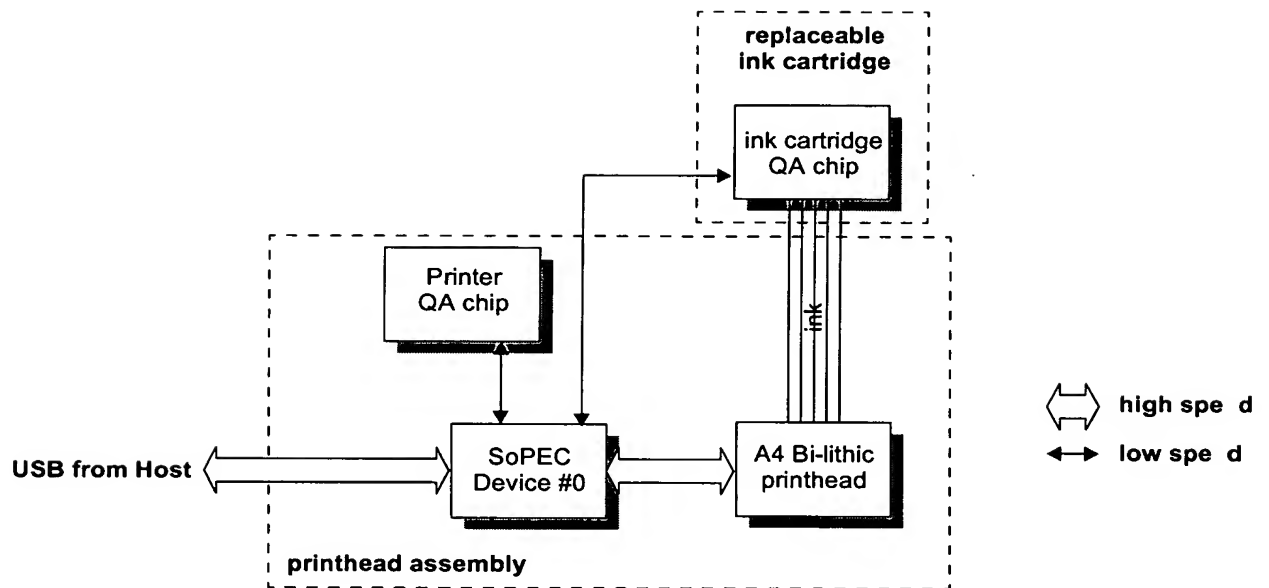 replaceable
ink cartridge
ink cartridge
QA chip
Printer
QA chip
ink
high spe d
low spe d
USB from Host
SoPEC
Device #0
A4 Bi-lithic
printhead
printhead assembly